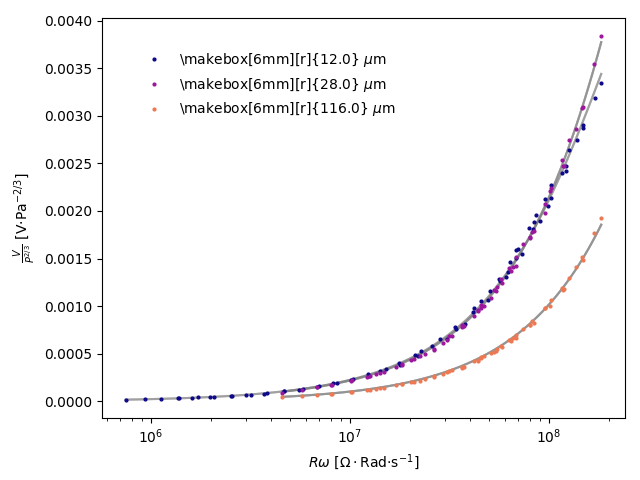 0.0040
0.0035
0.0030
0.0025
0.0020
0.0015
0.0010
0.0005
0.0000
\makebox[6mm][r]{12.0} μm
\makebox[6mm][r]{28.0} μm
\makebox[6mm][r]{116.0} μm
V/P^{2/3} [V·Pa^{−2/3}]
10^6 10^7 10^8
Rω [Ω · Rad·s^{−1}]